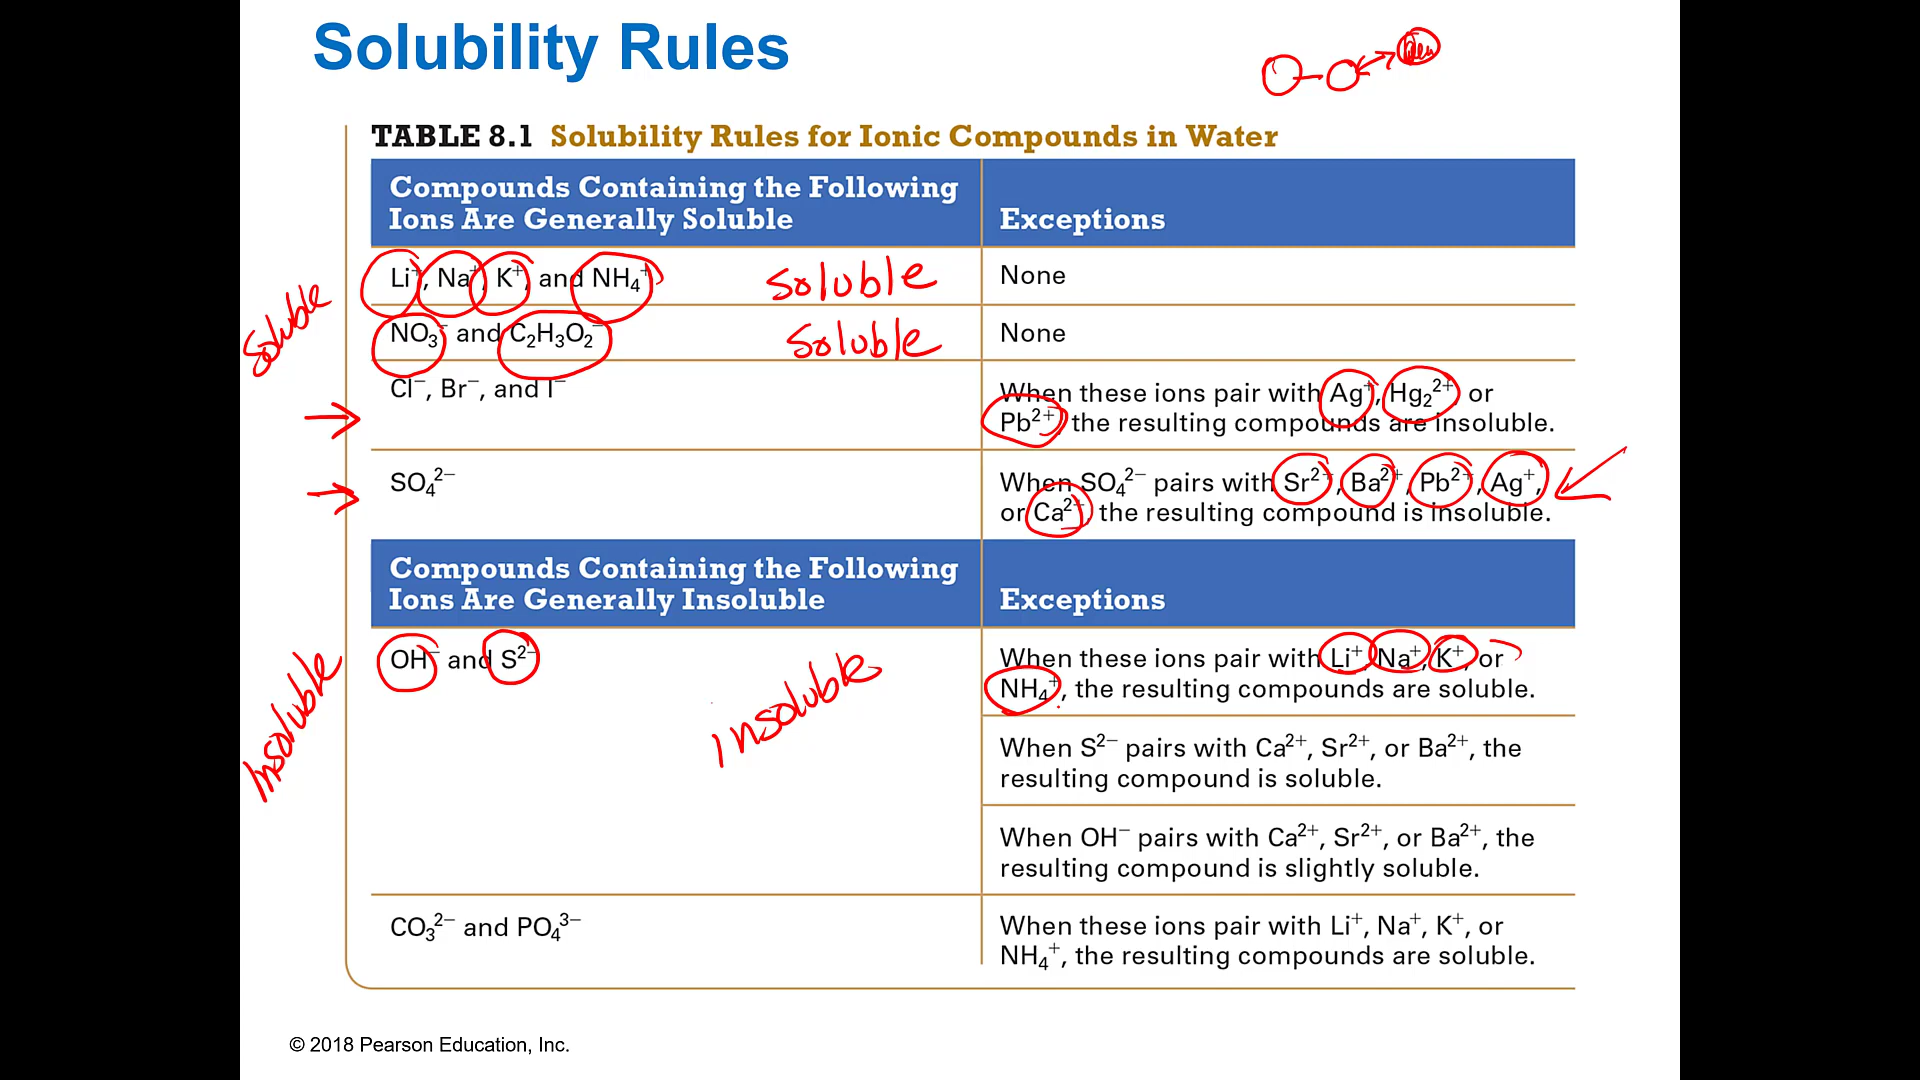 Solubility Rules
TABLE 8.1 Solubility Rules for Ionic Compounds in Water
Compounds Containing the Following
Ions Are Generally Soluble
Exceptions
Li⁺, Na⁺, K⁺, and NH₄⁺
soluble
None
soluble
NO₃⁻ and C₂H₃O₂⁻
soluble
None
Cl⁻, Br⁻, and I⁻
When these ions pair with Ag⁺, Hg₂²⁺, or
Pb²⁺, the resulting compounds are insoluble.
SO₄²⁻
When SO₄²⁻ pairs with Sr²⁺, Ba²⁺, Pb²⁺, Ag⁺,
or Ca²⁺, the resulting compound is insoluble.
Compounds Containing the Following
Ions Are Generally Insoluble
Exceptions
OH⁻ and S²⁻
insoluble
Insoluble
When these ions pair with Li⁺, Na⁺, K⁺, or
NH₄⁺, the resulting compounds are soluble.
When S²⁻ pairs with Ca²⁺, Sr²⁺, or Ba²⁺, the
resulting compound is soluble.
When OH⁻ pairs with Ca²⁺, Sr²⁺, or Ba²⁺, the
resulting compound is slightly soluble.
CO₃²⁻ and PO₄³⁻
When these ions pair with Li⁺, Na⁺, K⁺, or
NH₄⁺, the resulting compounds are soluble.
© 2018 Pearson Education, Inc.